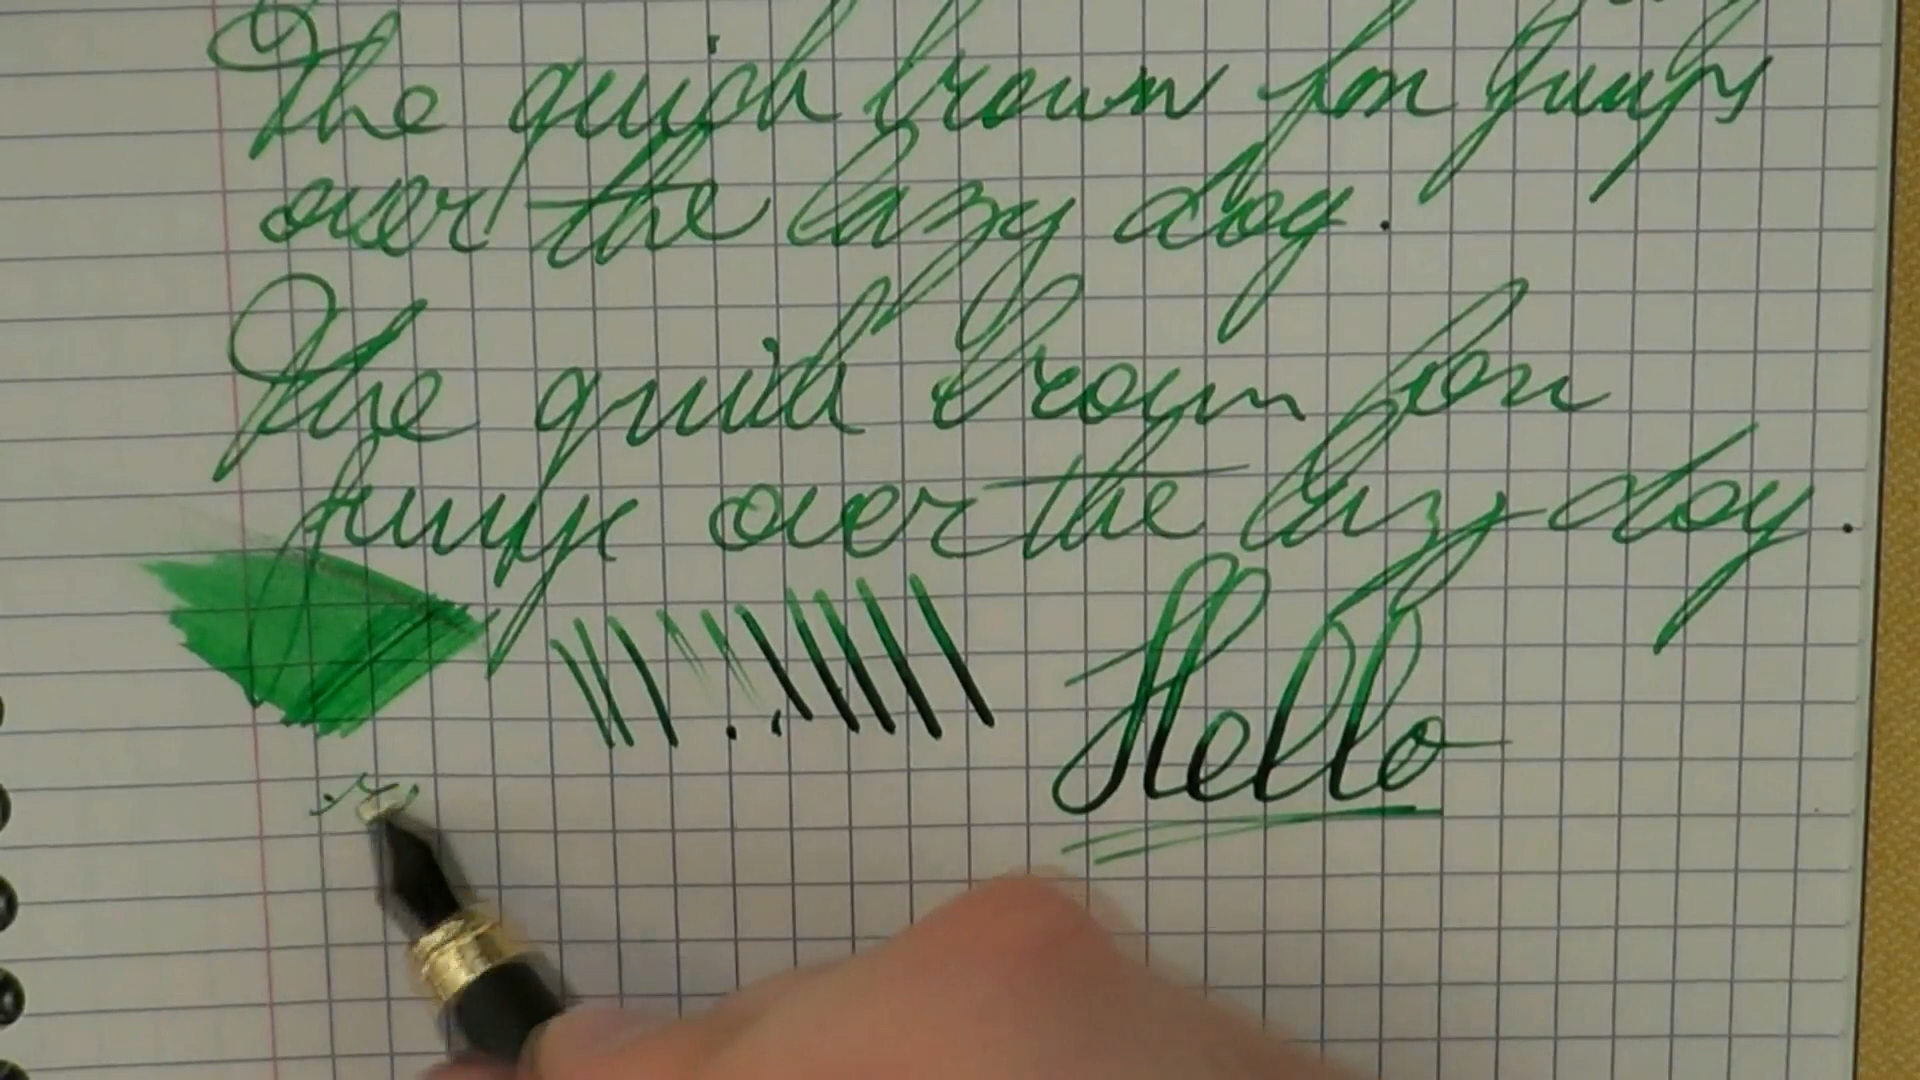 The quick brown fox jumps
over the lazy dog.
The quick brown fox
jumps over the lazy dog.
Hello